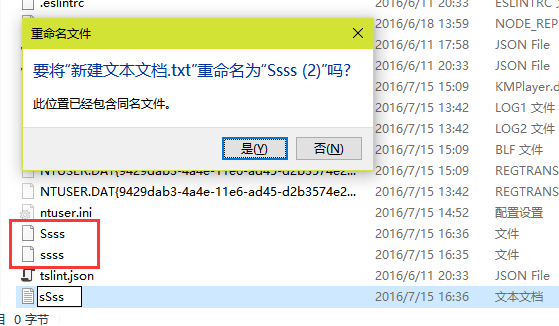 .eslintrc 2016/6/11 20:33 ESLINTRC 文件
2016/6/18 13:59 NODE_REP
重命名文件
2016/6/11 17:58 JSON File
要将“新建文本文档.txt”重命名为“Ssss (2)”吗?
2016/6/11 20:33 JSON File
2016/7/15 15:09 KMPlayer.d
此位置已经包含同名文件。
2016/7/15 13:42 LOG1 文件
2016/7/15 13:42 LOG2 文件
是(Y) 否(N)
2016/7/15 15:09 BLF 文件
NTUSER.DAT{9429dab3-4a4e-11e6-ad45-d2b3574e2... 2016/7/15 15:09 REGTRANS
NTUSER.DAT{9429dab3-4a4e-11e6-ad45-d2b3574e2... 2016/7/15 13:42 REGTRANS
ntuser.ini 2016/7/15 14:52 配置设置
Ssss 2016/7/15 16:36 文件
ssss 2016/7/15 16:36 文件
tslint.json 2016/6/11 20:33 JSON File
sSss 2016/7/15 16:36 文本文档
目 0 字节